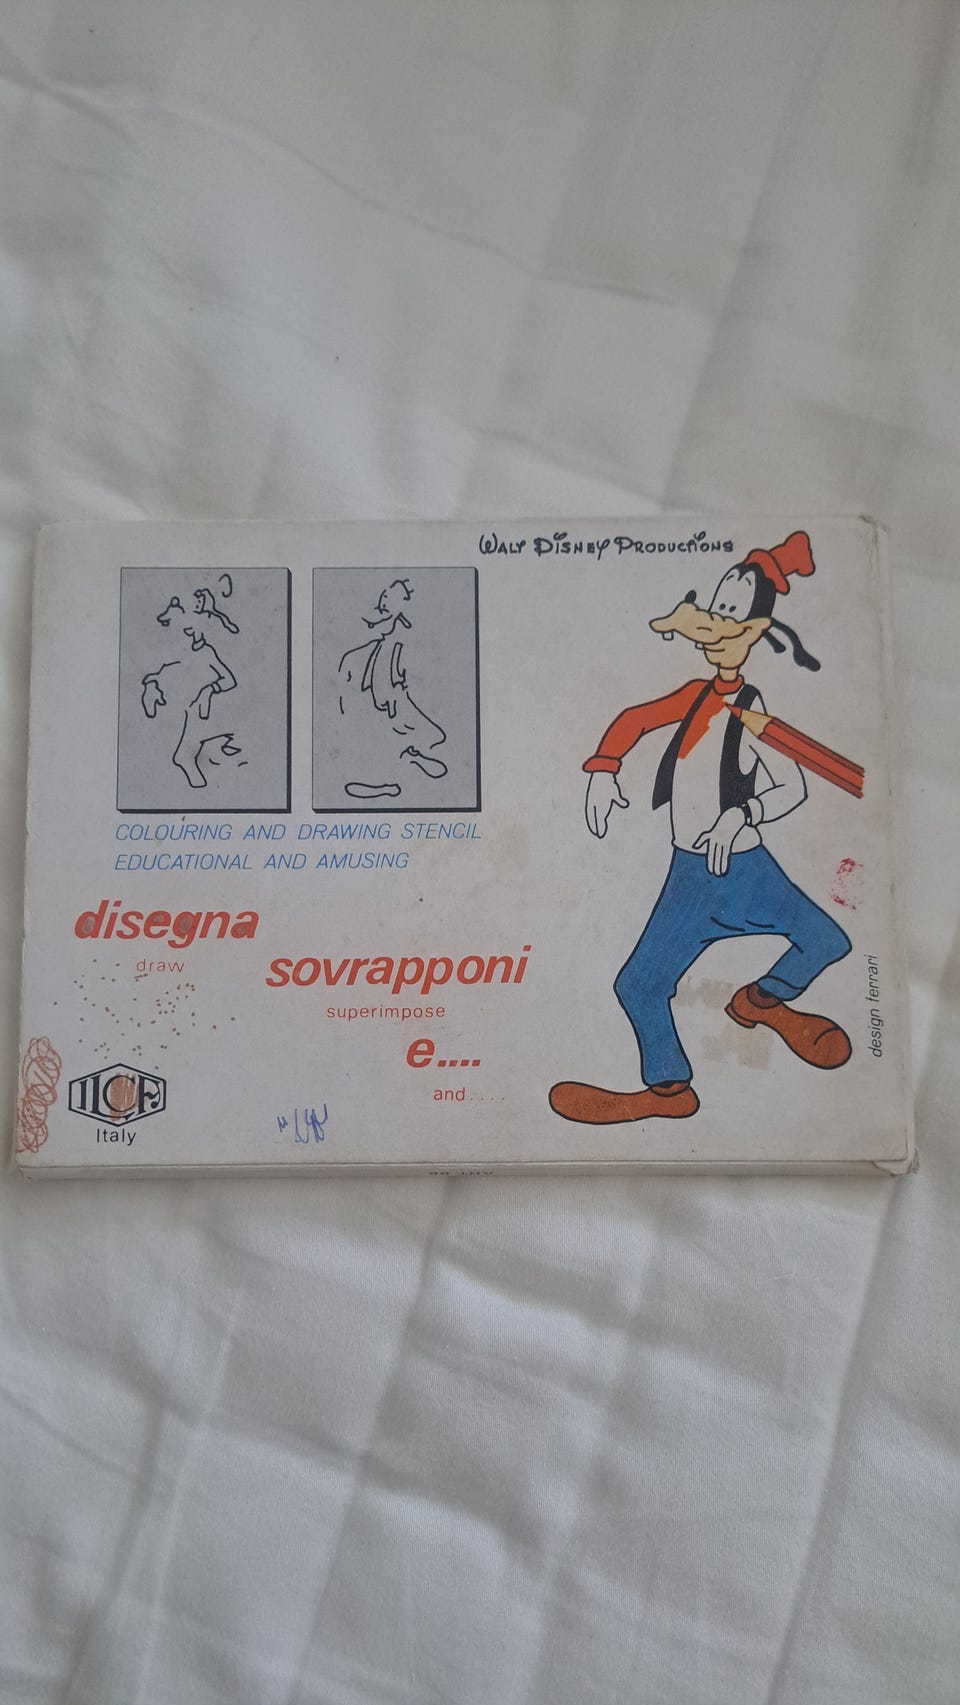 WALT DISNEY PRODUCTIONS
COLOURING AND DRAWING STENCIL
EDUCATIONAL AND AMUSING
disegna
draw
sovrapponi
superimpose
e....
and....
ILCF
Italy
design ferrari